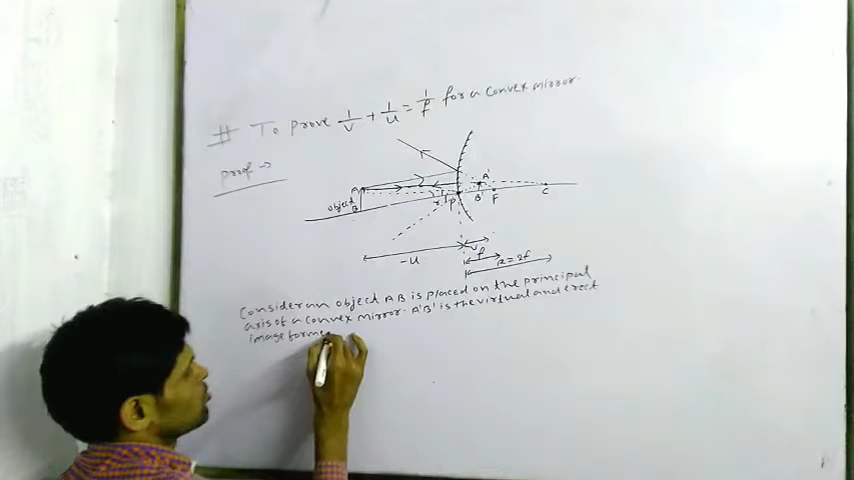 # To prove 1/v + 1/u = 1/f for a convex mirror.
proof →
A
object
B
A'
B'
P
F
C
r
i
-u
v
f
R = 2f
Consider an object AB is placed on the principal
axis of a convex mirror. A'B' is the virtual and erect
image forme